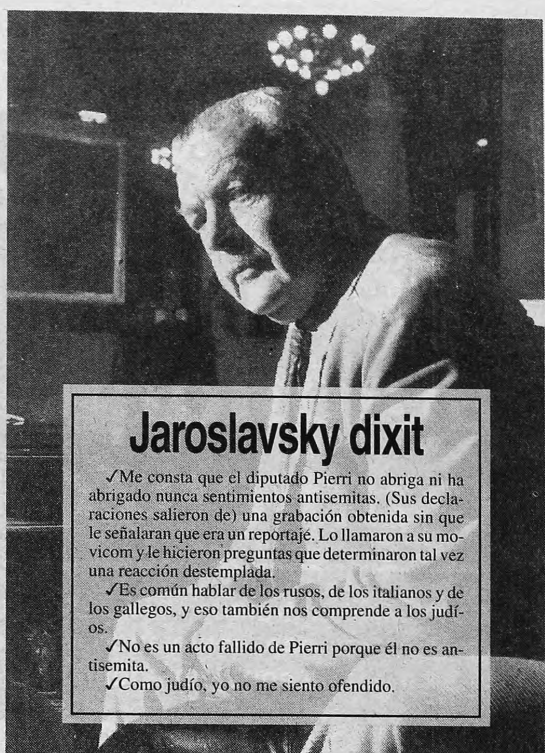 Jaroslavsky dixit
✓Me consta que el diputado Pierri no abriga ni ha
abrigado nunca sentimientos antisemitas. (Sus decla-
raciones salieron de) una grabación obtenida sin que
le señalaran que era un reportaje. Lo llamaron a su mo-
vicom y le hicieron preguntas que determinaron tal vez
una reacción destemplada.
✓Es común hablar de los rusos, de los italianos y de
los gallegos, y eso también nos comprende a los judí-
os.
✓No es un acto fallido de Pierri porque él no es an-
tisemita.
✓Como judío, yo no me siento ofendido.